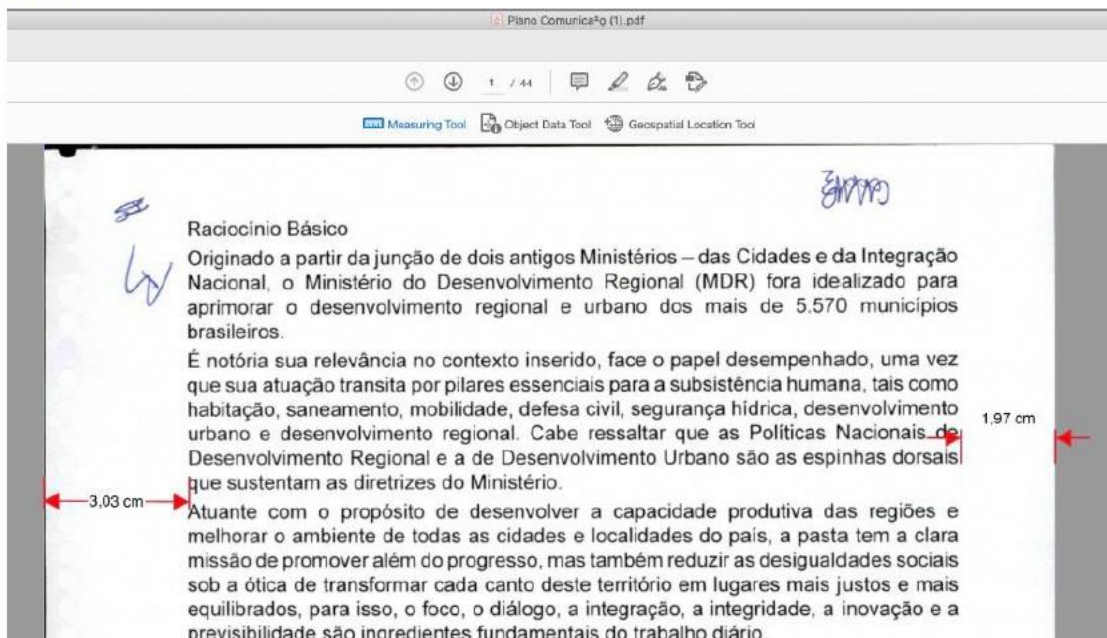 Plano Comunicaªo (1).pdf
1 / 44
Measuring Tool Object Data Tool Geospatial Location Tool
Raciocínio Básico
Originado a partir da junção de dois antigos Ministérios – das Cidades e da Integração
Nacional, o Ministério do Desenvolvimento Regional (MDR) fora idealizado para
aprimorar o desenvolvimento regional e urbano dos mais de 5.570 municípios
brasileiros.
É notória sua relevância no contexto inserido, face o papel desempenhado, uma vez
que sua atuação transita por pilares essenciais para a subsistência humana, tais como
habitação, saneamento, mobilidade, defesa civil, segurança hídrica, desenvolvimento
urbano e desenvolvimento regional. Cabe ressaltar que as Políticas Nacionais de
1,97 cm
Desenvolvimento Regional e a de Desenvolvimento Urbano são as espinhas dorsais
que sustentam as diretrizes do Ministério.
3,03 cm
Atuante com o propósito de desenvolver a capacidade produtiva das regiões e
melhorar o ambiente de todas as cidades e localidades do país, a pasta tem a clara
missão de promover além do progresso, mas também reduzir as desigualdades sociais
sob a ótica de transformar cada canto deste território em lugares mais justos e mais
equilibrados, para isso, o foco, o diálogo, a integração, a integridade, a inovação e a
previsibilidade são ingredientes fundamentais do trabalho diário.